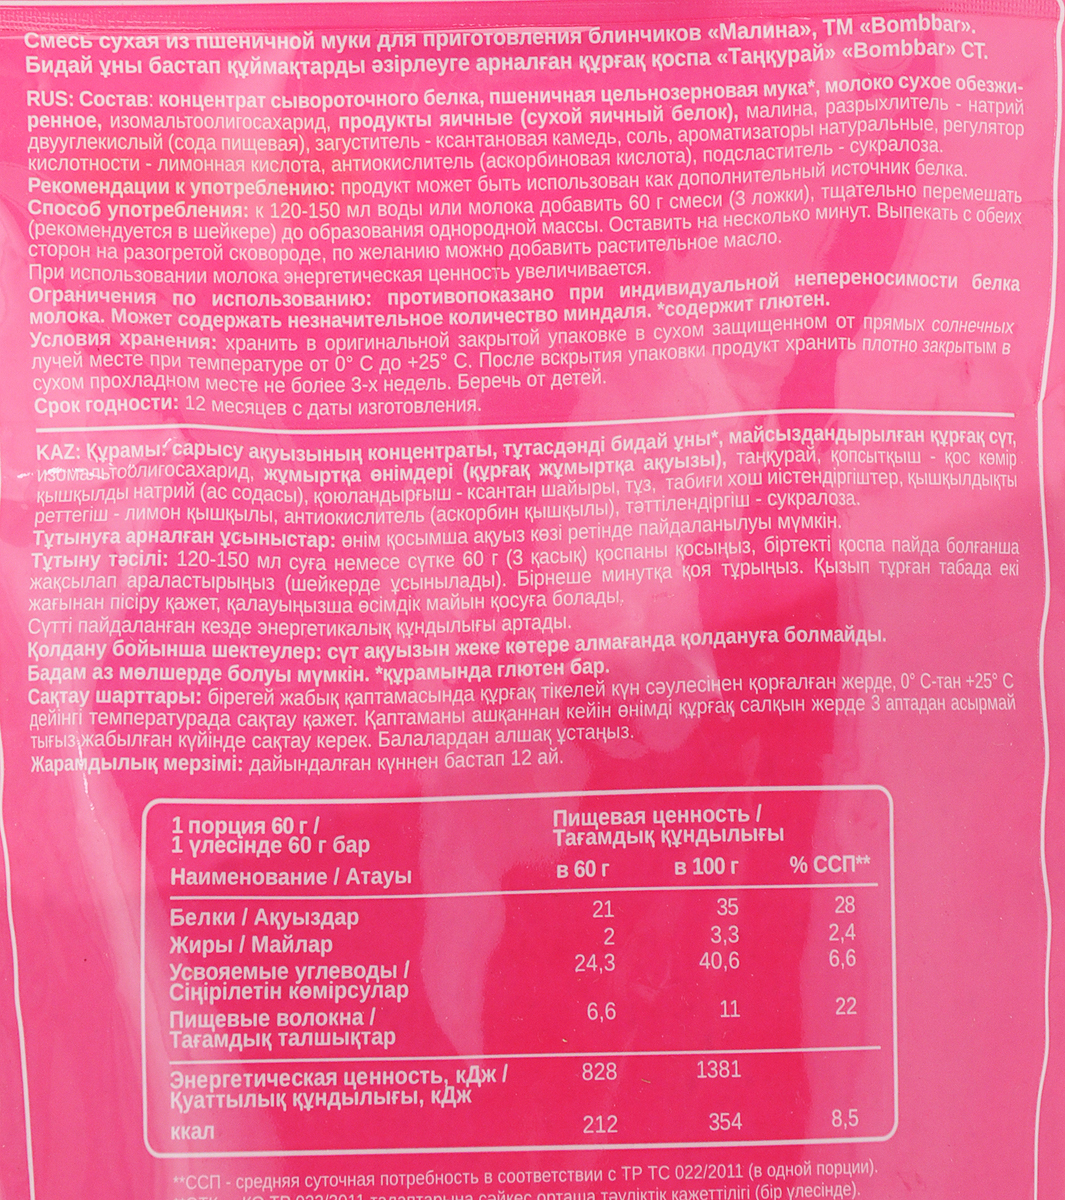 Смесь сухая из пшеничной муки для приготовления блинчиков «Малина», ТМ «Bombbar».
Бидай ұны бастап құймақтарды әзірлеуге арналған құрғақ қоспа «Таңқурай» «Bombbar» СТ.
RUS: Состав: концентрат сывороточного белка, пшеничная цельнозерновая мука*, молоко сухое обезжи-
ренное, изомальтоолигосахарид, продукты яичные (сухой яичный белок), малина, разрыхлитель - натрий
двууглекислый (сода пищевая), загуститель - ксантановая камедь, соль, ароматизаторы натуральные, регулятор
кислотности - лимонная кислота, антиокислитель (аскорбиновая кислота), подсластитель - сукралоза.
Рекомендации к употреблению: продукт может быть использован как дополнительный источник белка.
Способ употребления: к 120-150 мл воды или молока добавить 60 г смеси (3 ложки), тщательно перемешать
(рекомендуется в шейкере) до образования однородной массы. Оставить на несколько минут. Выпекать с обеих
сторон на разогретой сковороде, по желанию можно добавить растительное масло.
При использовании молока энергетическая ценность увеличивается.
Ограничения по использованию: противопоказано при индивидуальной непереносимости белка
молока. Может содержать незначительное количество миндаля. *содержит глютен.
Условия хранения: хранить в оригинальной закрытой упаковке в сухом защищенном от прямых солнечных
лучей месте при температуре от 0° С до +25° С. После вскрытия упаковки продукт хранить плотно закрытым в
сухом прохладном месте не более 3-х недель. Беречь от детей.
Срок годности: 12 месяцев с даты изготовления.
KAZ: Құрамы: сарысу ақуызының концентраты, тұтасдәнді бидай ұны*, майсыздандырылған құрғақ сүт,
изомальтоолигосахарид, жұмыртқа өнімдері (құрғақ жұмыртқа ақуызы), таңқурай, қопсытқыш - қос көмір
қышқылды натрий (ас содасы), қоюландырғыш - ксантан шайыры, тұз, табиғи хош иістендіргіштер, қышқылдықты
реттегіш - лимон қышқылы, антиокислитель (аскорбин қышқылы), тәттілендіргіш - сукралоза.
Тұтынуға арналған ұсыныстар: өнім қосымша ақуыз көзі ретінде пайдаланылуы мүмкін.
Тұтыну тәсілі: 120-150 мл суға немесе сүтке 60 г (3 қасық) қоспаны қосыңыз, біртекті қоспа пайда болғанша
жақсылап араластырыңыз (шейкерде ұсынылады). Бірнеше минутқа қоя тұрыңыз. Қызып тұрған табада екі
жағынан пісіру қажет, қалауыңызша өсімдік майын қосуға болады.
Сүтті пайдаланған кезде энергетикалық құндылығы артады.
Қолдану бойынша шектеулер: сүт ақуызын жеке көтере алмағанда қолдануға болмайды.
Бадам аз мөлшерде болуы мүмкін. *құрамында глютен бар.
Сақтау шарттары: бірегей жабық қаптамасында құрғақ тікелей күн сәулесінен қорғалған жерде, 0° С-тан +25° С
дейінгі температурада сақтау қажет. Қаптаманы ашқаннан кейін өнімді құрғақ салқын жерде 3 аптадан асырмай
тығыз жабылған күйінде сақтау керек. Балалардан алшақ ұстаңыз.
Жарамдылық мерзімі: дайындалған күннен бастап 12 ай.
1 порция 60 г / Пищевая ценность /
1 үлесінде 60 г бар Тағамдық құндылығы
Наименование / Атауы в 60 г в 100 г % ССП**
Белки / Ақуыздар 21 35 28
Жиры / Майлар 2 3,3 2,4
Усвояемые углеводы / 24,3 40,6 6,6
Сіңірілетін көмірсулар
Пищевые волокна / 6,6 11 22
Тағамдық талшықтар
Энергетическая ценность, кДж / 828 1381
Қуаттылық құндылығы, кДж
ккал 212 354 8,5
**ССП - средняя суточная потребность в соответствии с ТР ТС 022/2011 (в одной порции).
022/2011 талаптарына сәйкес орташа тәуліктік қажеттілігі (бір үлесінде).